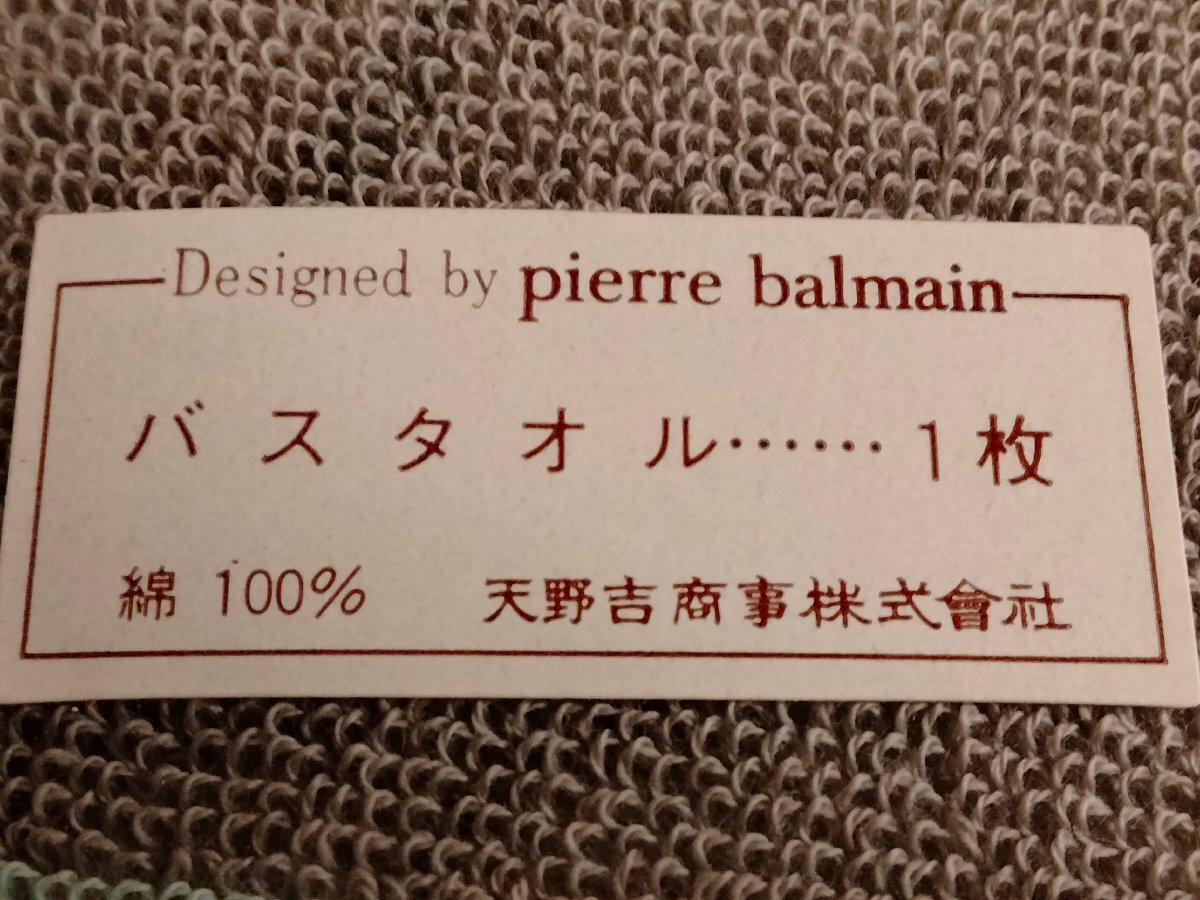 Designed by pierre balmain
バスタオル……1枚
綿 100% 天野吉商事株式會社